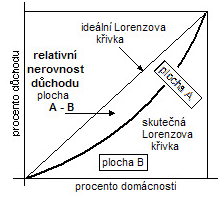 ideální Lorenzova
křivka
relativní
nerovnost
důchodu
plocha
A - B
plocha A
skutečná
Lorenzova
křivka
plocha B
procento důchodu
procento domácností